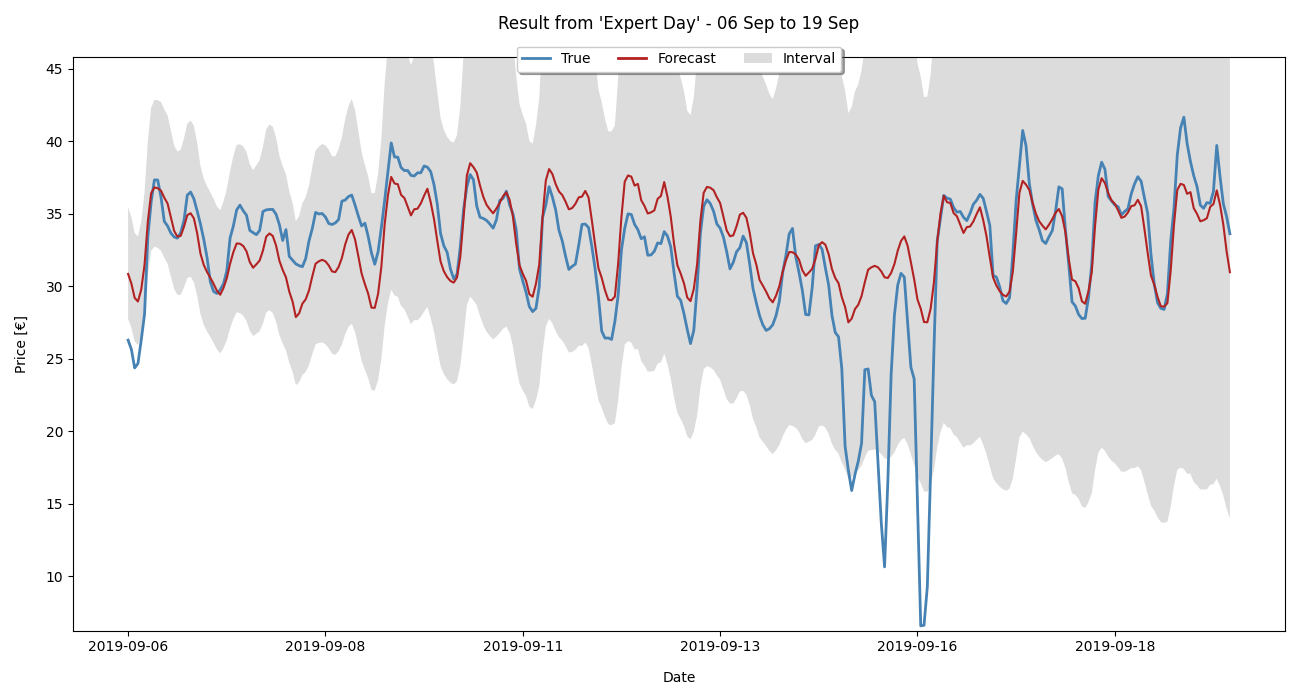 Result from 'Expert Day' - 06 Sep to 19 Sep
True Forecast Interval
45
40
35
30
25
20
15
10
Price [€]
2019-09-06 2019-09-08 2019-09-11 2019-09-13 2019-09-16 2019-09-18
Date